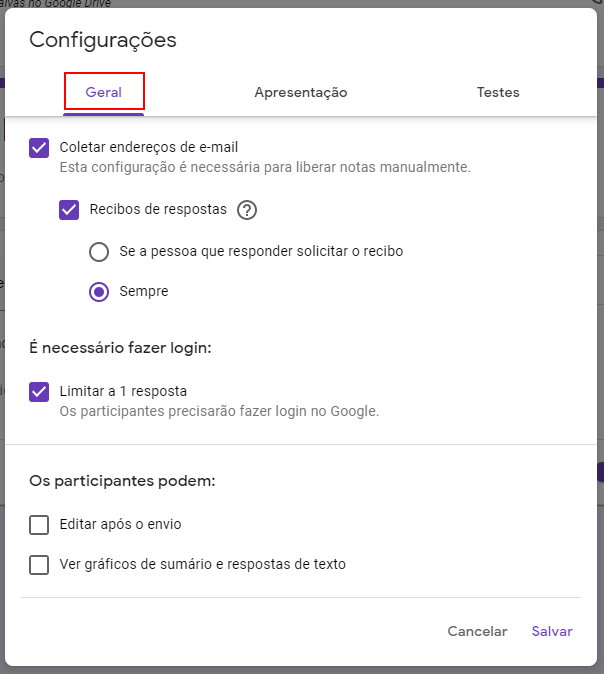 alvas no Google Drive
Configurações
Geral
Apresentação
Testes
Coletar endereços de e-mail
Esta configuração é necessária para liberar notas manualmente.
Recibos de respostas
Se a pessoa que responder solicitar o recibo
Sempre
É necessário fazer login:
Limitar a 1 resposta
Os participantes precisarão fazer login no Google.
Os participantes podem:
Editar após o envio
Ver gráficos de sumário e respostas de texto
Cancelar
Salvar